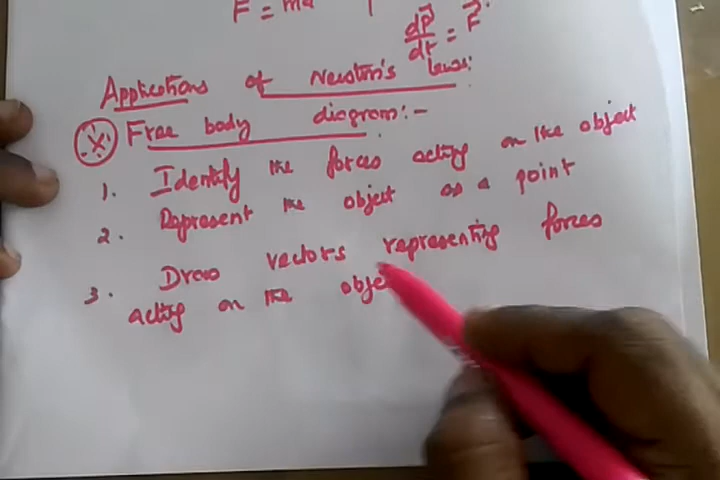 F = ma
dP/dt = F
Applications of Newton's laws:
Free body diagram:-
1. Identify the forces acting on the object
2. Represent the object as a point
3. Draw vectors representing forces
acting on the obje